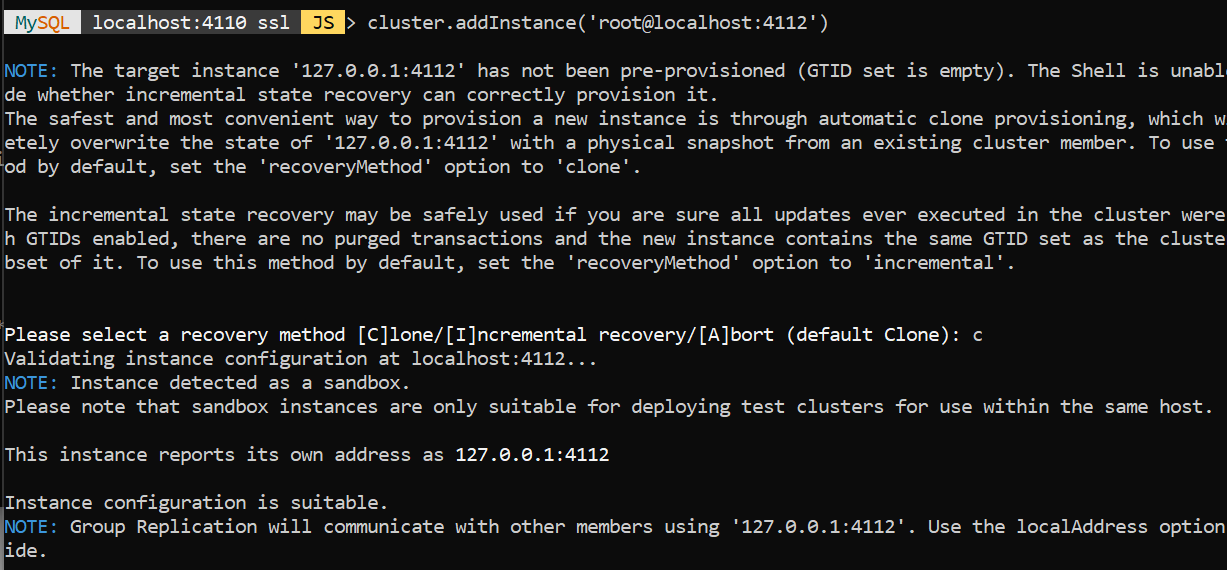 MySQL localhost:4110 ssl JS > cluster.addInstance('root@localhost:4112')
NOTE: The target instance '127.0.0.1:4112' has not been pre-provisioned (GTID set is empty). The Shell is unabl
de whether incremental state recovery can correctly provision it.
The safest and most convenient way to provision a new instance is through automatic clone provisioning, which w
etely overwrite the state of '127.0.0.1:4112' with a physical snapshot from an existing cluster member. To use
od by default, set the 'recoveryMethod' option to 'clone'.
The incremental state recovery may be safely used if you are sure all updates ever executed in the cluster were
h GTIDs enabled, there are no purged transactions and the new instance contains the same GTID set as the cluste
bset of it. To use this method by default, set the 'recoveryMethod' option to 'incremental'.
Please select a recovery method [C]lone/[I]ncremental recovery/[A]bort (default Clone): c
Validating instance configuration at localhost:4112...
NOTE: Instance detected as a sandbox.
Please note that sandbox instances are only suitable for deploying test clusters for use within the same host.
This instance reports its own address as 127.0.0.1:4112
Instance configuration is suitable.
NOTE: Group Replication will communicate with other members using '127.0.0.1:4112'. Use the localAddress option
ide.